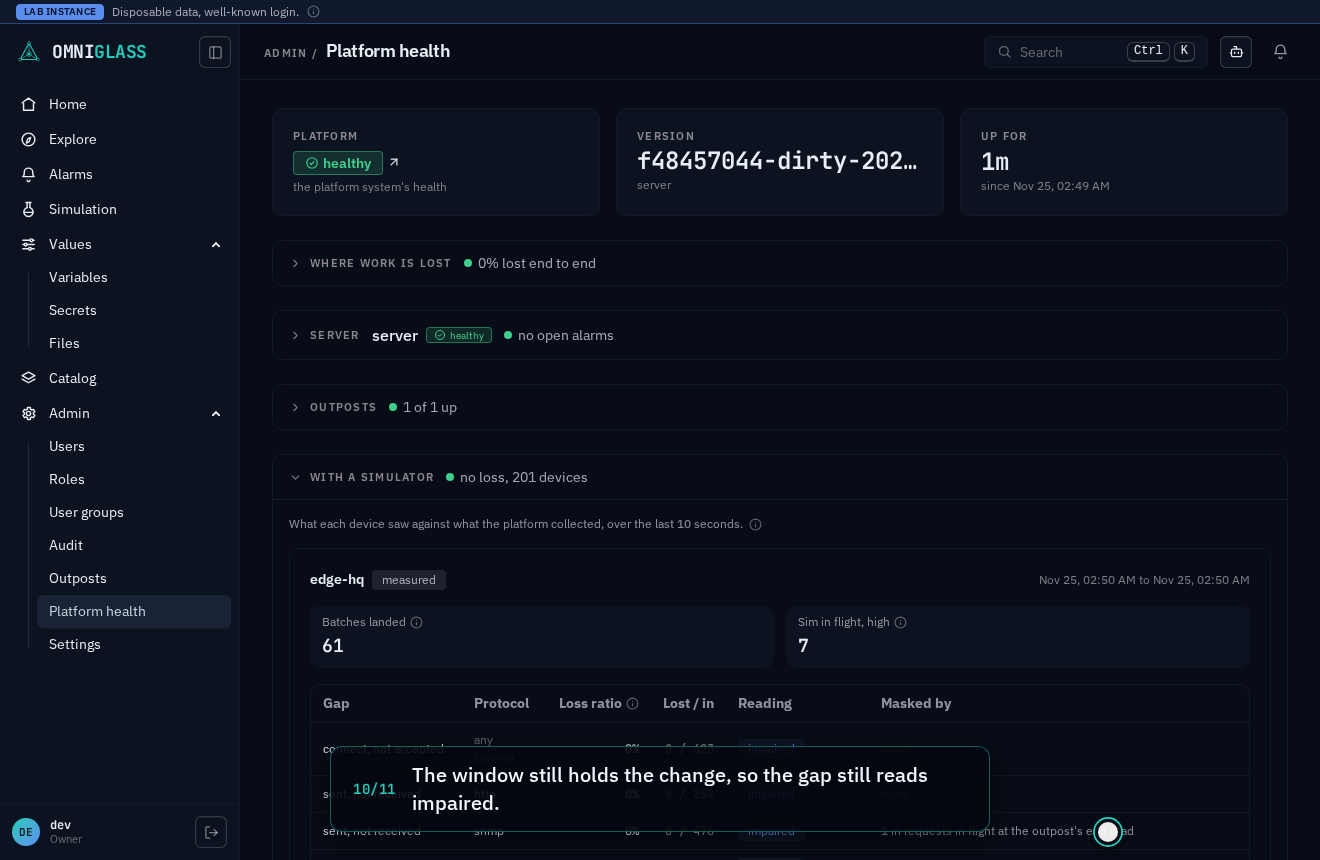 LAB INSTANCE Disposable data, well-known login.
OMNIGLASS
ADMIN / Platform health
Search Ctrl K
Home
Explore
Alarms
Simulation
Values
Variables
Secrets
Files
Catalog
Admin
Users
Roles
User groups
Audit
Outposts
Platform health
Settings
DE dev
Owner
PLATFORM
healthy
the platform system's health
VERSION
f48457044-dirty-202…
server
UP FOR
1m
since Nov 25, 02:49 AM
WHERE WORK IS LOST 0% lost end to end
SERVER server healthy no open alarms
OUTPOSTS 1 of 1 up
WITH A SIMULATOR no loss, 201 devices
What each device saw against what the platform collected, over the last 10 seconds.
edge-hq measured Nov 25, 02:50 AM to Nov 25, 02:50 AM
Batches landed
61
Sim in flight, high
7
Gap Protocol Loss ratio Lost / in Reading Masked by
connect, not accepted any 0% impaired
10/11 The window still holds the change, so the gap still reads
impaired.
sent, not received snmp 0% impaired